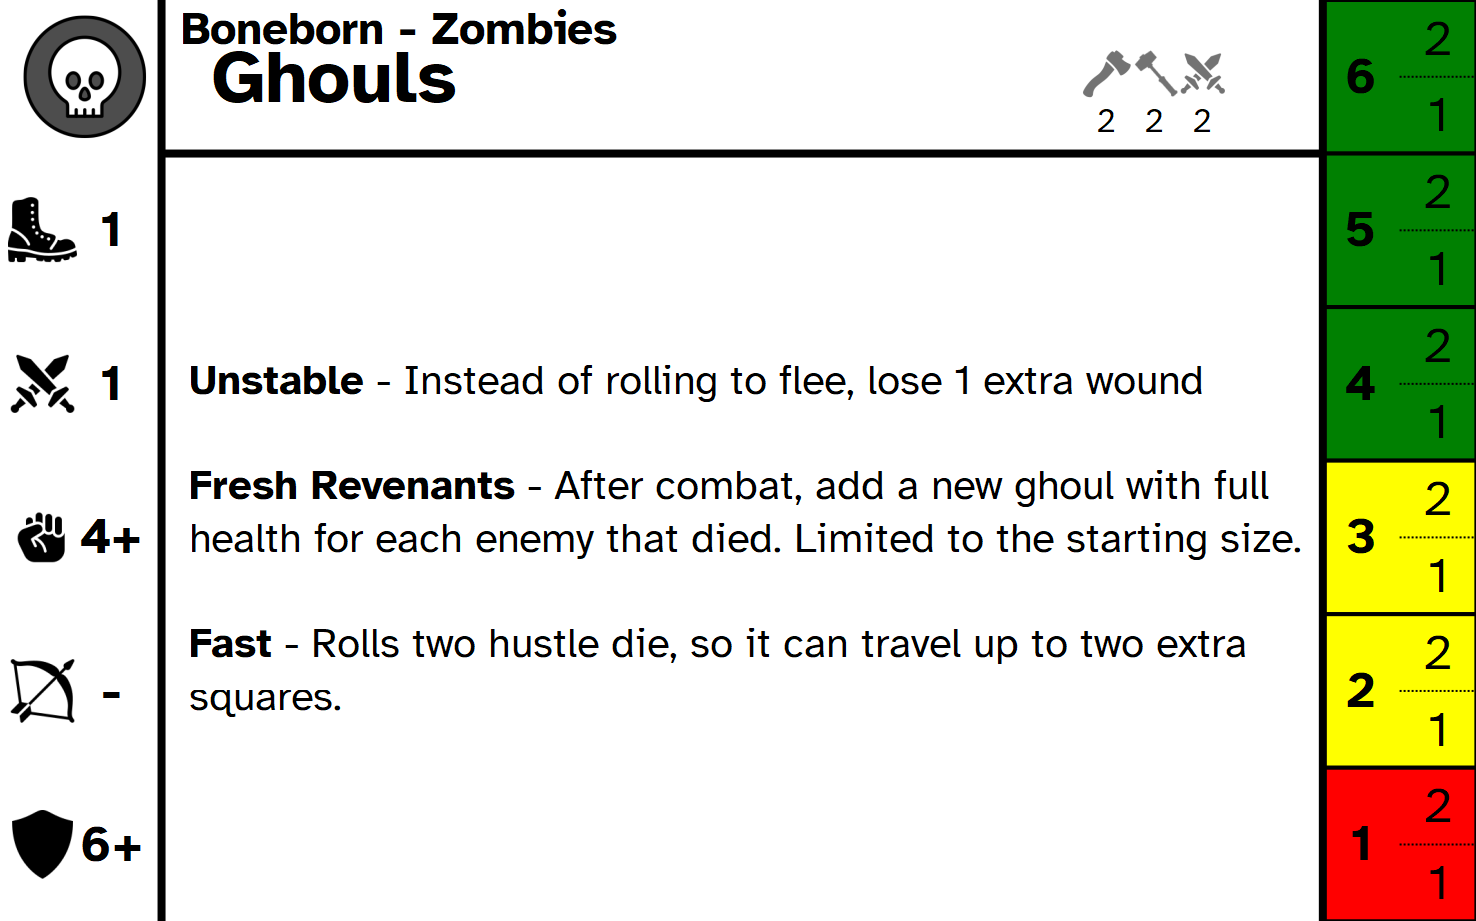 Boneborn - Zombies
Ghouls
2 2 2
1
1
4+
-
6+
Unstable - Instead of rolling to flee, lose 1 extra wound
Fresh Revenants - After combat, add a new ghoul with full
health for each enemy that died. Limited to the starting size.
Fast - Rolls two hustle die, so it can travel up to two extra
squares.
6
2
1
5
2
1
4
2
1
3
2
1
2
2
1
1
2
1